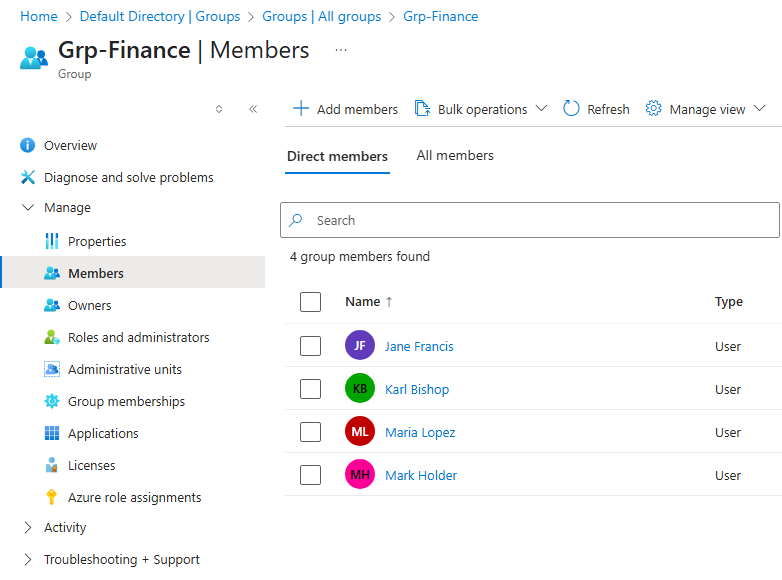 Home > Default Directory | Groups > Groups | All groups > Grp-Finance
Grp-Finance | Members ...
Group
Add members Bulk operations Refresh Manage view
Overview
Diagnose and solve problems
Manage
Properties
Members
Owners
Roles and administrators
Administrative units
Group memberships
Applications
Licenses
Azure role assignments
Activity
Troubleshooting + Support
Direct members All members
Search
4 group members found
Name ↑ Type
JF Jane Francis User
KB Karl Bishop User
ML Maria Lopez User
MH Mark Holder User